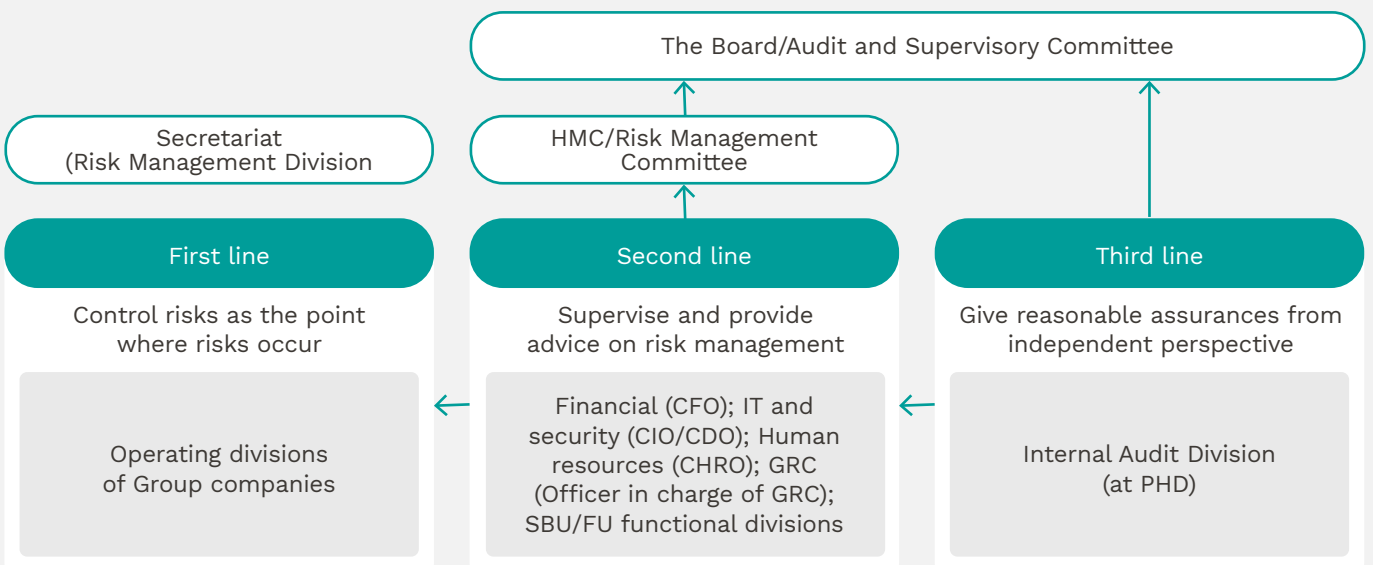 The Board/Audit and Supervisory Committee
Secretariat
(Risk Management Division
HMC/Risk Management
Committee
First line
Control risks as the point
where risks occur
Operating divisions
of Group companies
Second line
Supervise and provide
advice on risk management
Financial (CFO); IT and
security (CIO/CDO); Human
resources (CHRO); GRC
(Officer in charge of GRC);
SBU/FU functional divisions
Third line
Give reasonable assurances from
independent perspective
Internal Audit Division
(at PHD)